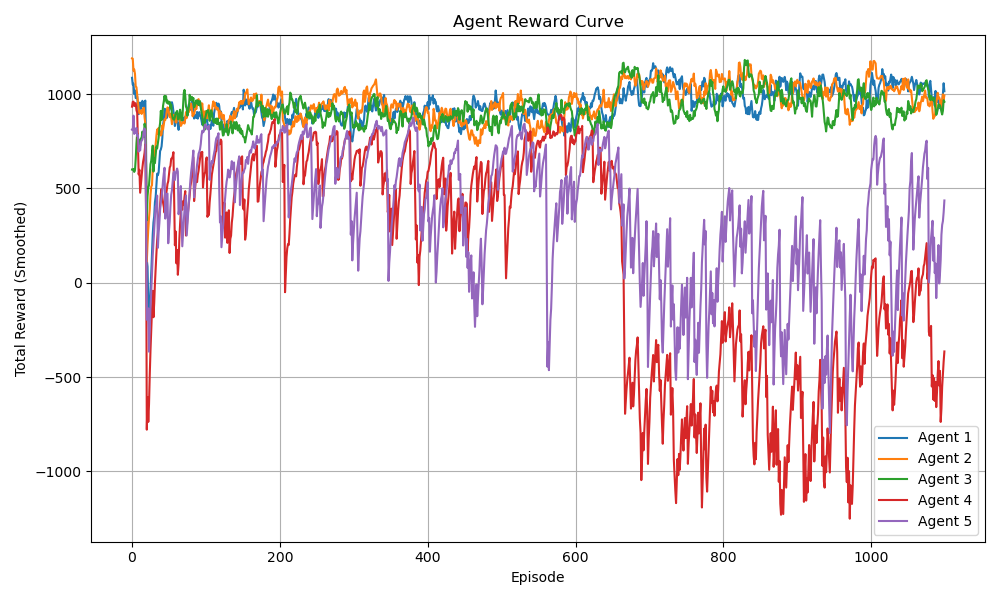 Agent Reward Curve
Total Reward (Smoothed)
1000
500
0
−500
−1000
0 200 400 600 800 1000
Episode
Agent 1
Agent 2
Agent 3
Agent 4
Agent 5